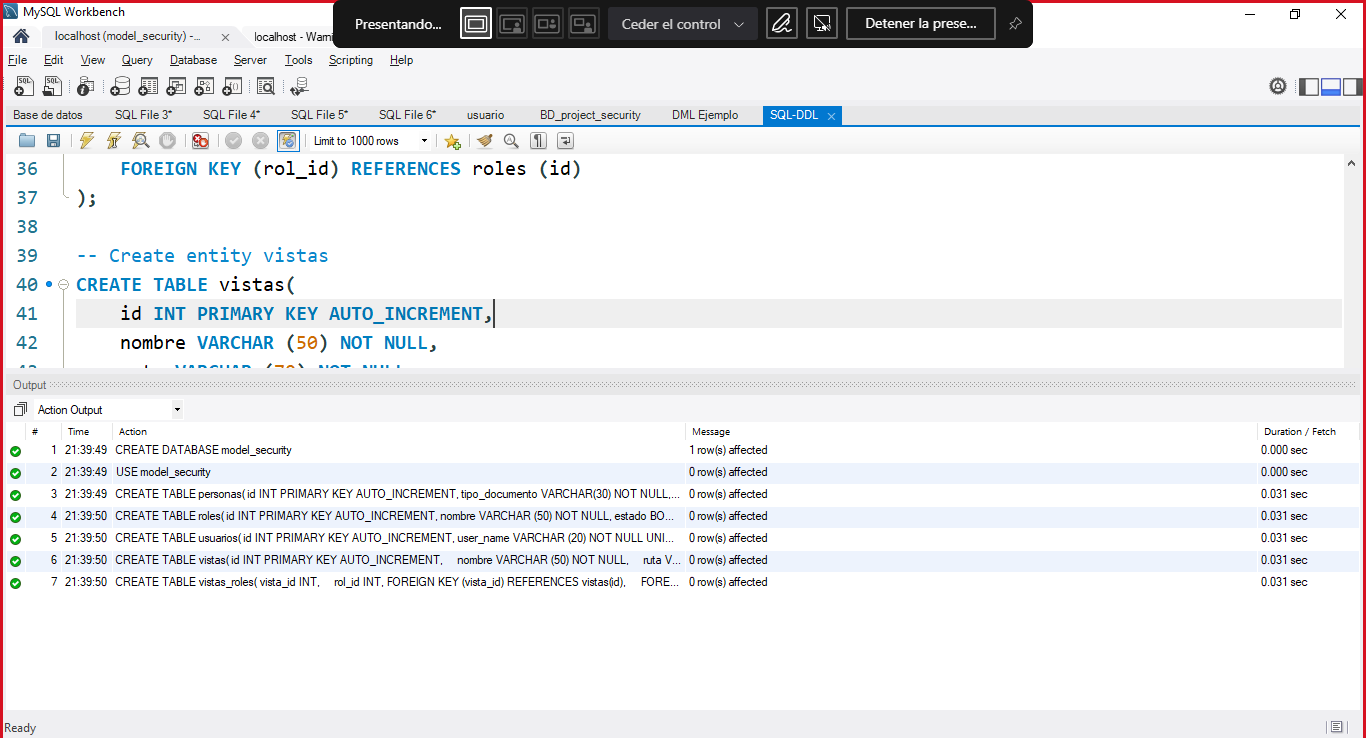 MySQL Workbench
Presentando...
Ceder el control
Detener la prese...
localhost (model_security) -...
localhost - Warni
File Edit View Query Database Server Tools Scripting Help
Base de datos SQL File 3* SQL File 4* SQL File 5* SQL File 6* usuario BD_project_security DML Ejemplo SQL-DDL
Limit to 1000 rows
36 FOREIGN KEY (rol_id) REFERENCES roles (id)
37 );
38
39 -- Create entity vistas
40 CREATE TABLE vistas(
41 id INT PRIMARY KEY AUTO_INCREMENT,
42 nombre VARCHAR (50) NOT NULL,
Output
Action Output
# Time Action Message Duration / Fetch
1 21:39:49 CREATE DATABASE model_security 1 row(s) affected 0.000 sec
2 21:39:49 USE model_security 0 row(s) affected 0.000 sec
3 21:39:49 CREATE TABLE personas( id INT PRIMARY KEY AUTO_INCREMENT, tipo_documento VARCHAR(30) NOT NULL,... 0 row(s) affected 0.031 sec
4 21:39:50 CREATE TABLE roles( id INT PRIMARY KEY AUTO_INCREMENT, nombre VARCHAR (50) NOT NULL, estado BO... 0 row(s) affected 0.031 sec
5 21:39:50 CREATE TABLE usuarios( id INT PRIMARY KEY AUTO_INCREMENT, user_name VARCHAR (20) NOT NULL UNI... 0 row(s) affected 0.031 sec
6 21:39:50 CREATE TABLE vistas( id INT PRIMARY KEY AUTO_INCREMENT, nombre VARCHAR (50) NOT NULL, ruta V... 0 row(s) affected 0.031 sec
7 21:39:50 CREATE TABLE vistas_roles( vista_id INT, rol_id INT, FOREIGN KEY (vista_id) REFERENCES vistas(id), FORE... 0 row(s) affected 0.031 sec
Ready